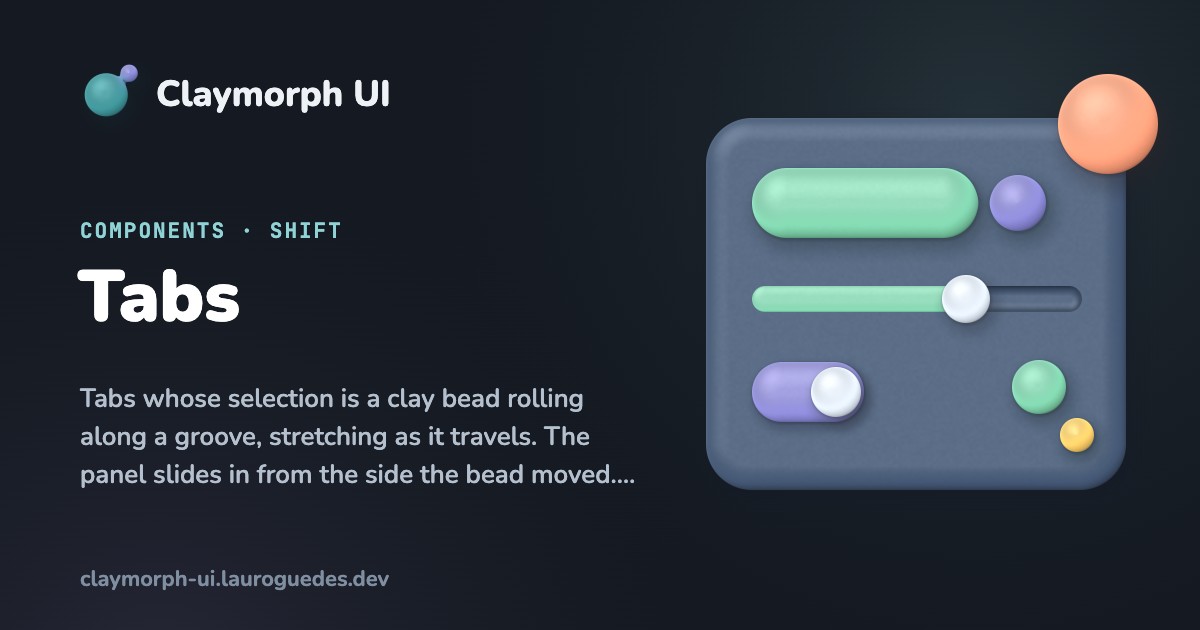 Claymorph UI
COMPONENTS · SHIFT
Tabs
Tabs whose selection is a clay bead rolling
along a groove, stretching as it travels. The
panel slides in from the side the bead moved....
claymorph-ui.lauroguedes.dev